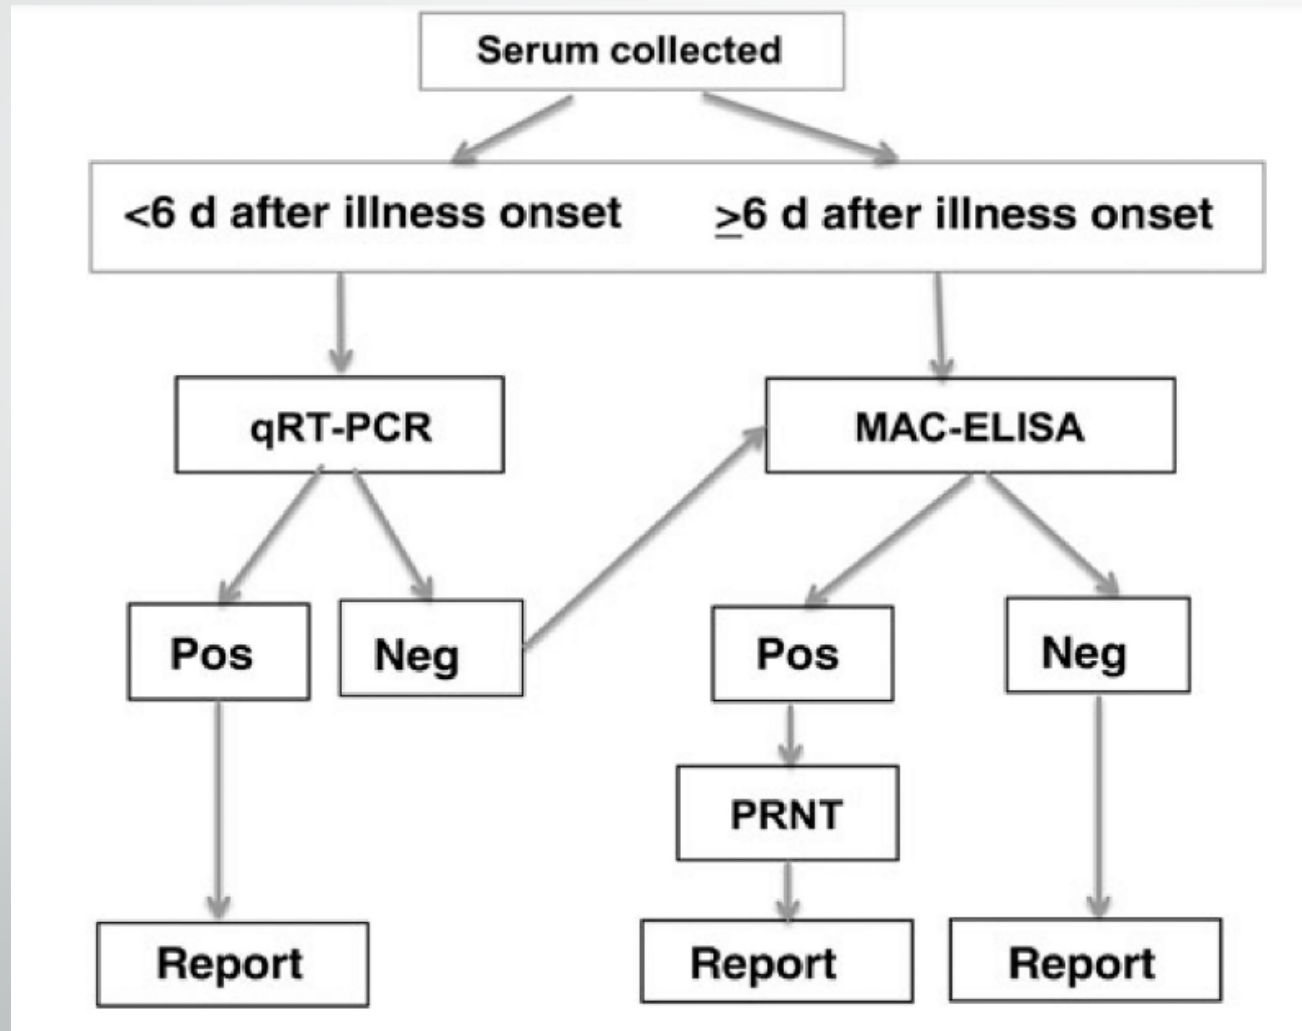 Serum collected
<6 d after illness onset
≥6 d after illness onset
qRT-PCR
MAC-ELISA
Pos
Neg
Pos
Neg
PRNT
Report
Report
Report